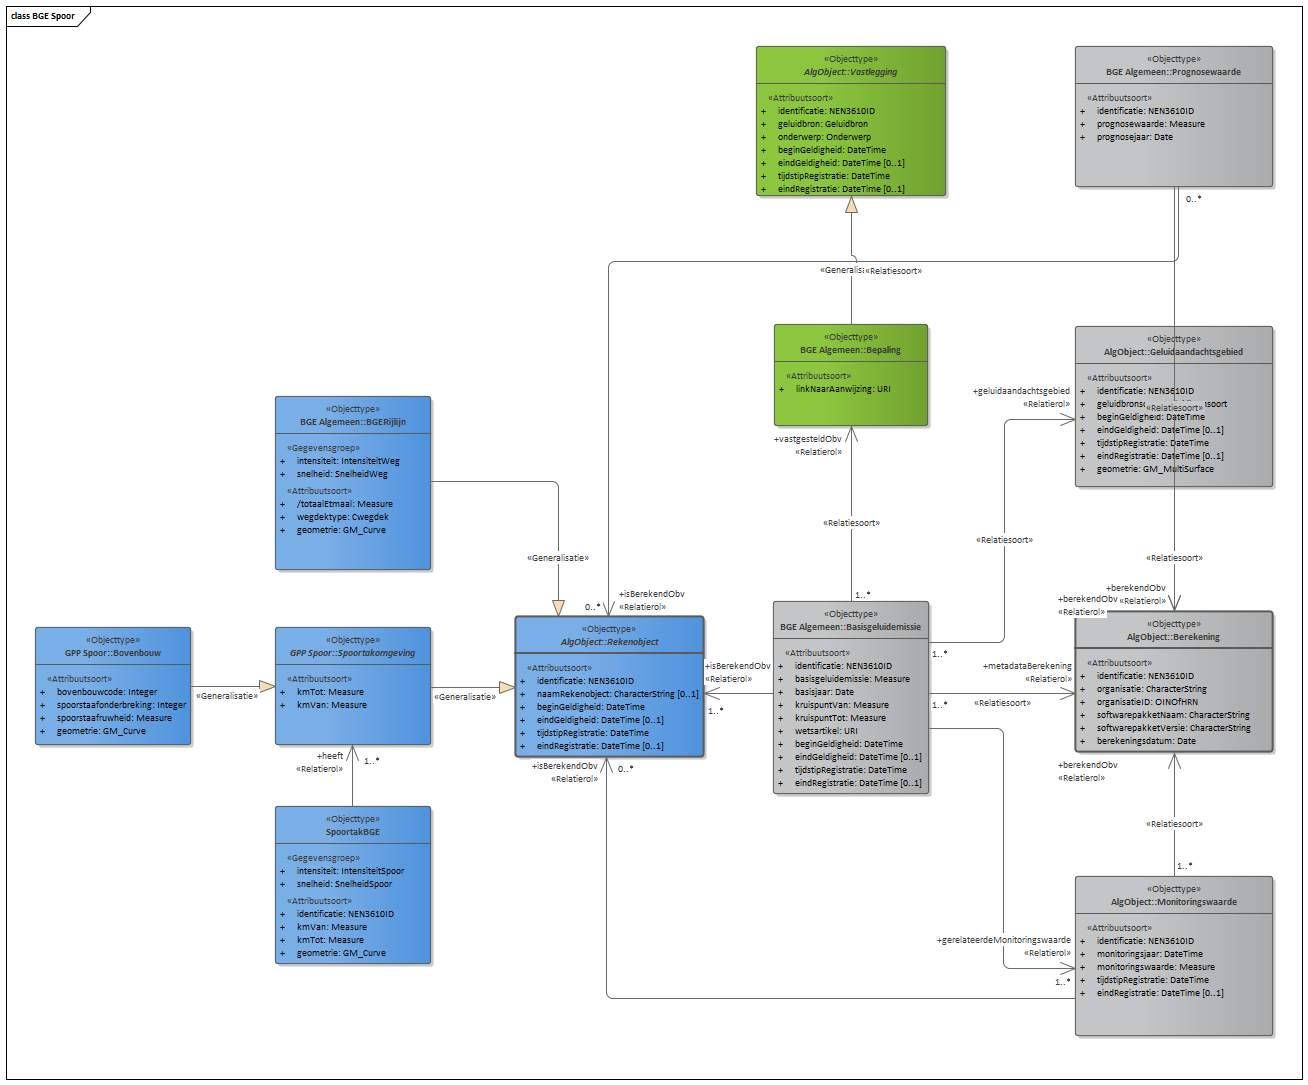 class BGE Spoor
«Objecttype»
AlgObject::Vastlegging
«Attribuutsoort»
+ identificatie: NEN3610ID
+ geluidbron: Geluidbron
+ onderwerp: Onderwerp
+ beginGeldigheid: DateTime
+ eindGeldigheid: DateTime [0..1]
+ tijdstipRegistratie: DateTime
+ eindRegistratie: DateTime [0..1]
«Objecttype»
BGE Algemeen::Prognosewaarde
«Attribuutsoort»
+ identificatie: NEN3610ID
+ prognosewaarde: Measure
+ prognosejaar: Date
0..*
«Generalis
«Relatiesoort»
«Objecttype»
BGE Algemeen::Bepaling
«Attribuutsoort»
+ linkNaarAanwijzing: URI
+vastgesteldObv
«Relatierol»
«Relatiesoort»
1..*
«Objecttype»
AlgObject::Geluidaandachtsgebied
«Attribuutsoort»
+ identificatie: NEN3610ID
+ geluidbrons
«Relatiesoort»
nsoort
+ beginGeldigheid: DateTime
+ eindGeldigheid: DateTime [0..1]
+ tijdstipRegistratie: DateTime
+ eindRegistratie: DateTime [0..1]
+ geometrie: GM_MultiSurface
+geluidaandachtsgebied
«Relatierol»
«Relatiesoort»
«Relatiesoort»
+berekendObv
«Relatierol»
+berekendObv
«Relatierol»
«Objecttype»
BGE Algemeen::BGERijlijn
«Gegevensgroep»
+ intensiteit: IntensiteitWeg
+ snelheid: SnelheidWeg
«Attribuutsoort»
+ /totaalEtmaal: Measure
+ wegdektype: Cwegdek
+ geometrie: GM_Curve
«Generalisatie»
+isBerekendObv
0..*
«Relatierol»
«Objecttype»
GPP Spoor::Bovenbouw
«Attribuutsoort»
+ bovenbouwcode: Integer
+ spoorstaafonderbreking: Integer
+ spoorstaafruwheid: Measure
+ geometrie: GM_Curve
«Generalisatie»
«Objecttype»
GPP Spoor::Spoortakomgeving
«Attribuutsoort»
+ kmTot: Measure
+ kmVan: Measure
«Generalisatie»
+heeft
«Relatierol»
1..*
«Objecttype»
AlgObject::Rekenobject
«Attribuutsoort»
+ identificatie: NEN3610ID
+ naamRekenobject: CharacterString [0..1]
+ beginGeldigheid: DateTime
+ eindGeldigheid: DateTime [0..1]
+ tijdstipRegistratie: DateTime
+ eindRegistratie: DateTime [0..1]
+isBerekendObv
«Relatierol»
1..*
+isBerekendObv
«Relatierol»
0..*
«Objecttype»
BGE Algemeen::Basisgeluidemissie
«Attribuutsoort»
+ identificatie: NEN3610ID
+ basisgeluidemissie: Measure
+ basisjaar: Date
+ kruispuntVan: Measure
+ kruispuntTot: Measure
+ wetsartikel: URI
+ beginGeldigheid: DateTime
+ eindGeldigheid: DateTime [0..1]
+ tijdstipRegistratie: DateTime
+ eindRegistratie: DateTime [0..1]
1..*
+metadataBerekening
«Relatierol»
1..*
«Relatiesoort»
«Objecttype»
AlgObject::Berekening
«Attribuutsoort»
+ identificatie: NEN3610ID
+ organisatie: CharacterString
+ organisatieID: OINOfHRN
+ softwarepakketNaam: CharacterString
+ softwarepakketVersie: CharacterString
+ berekeningsdatum: Date
+berekendObv
«Relatierol»
«Relatiesoort»
1..*
«Objecttype»
SpoortakBGE
«Gegevensgroep»
+ intensiteit: IntensiteitSpoor
+ snelheid: SnelheidSpoor
«Attribuutsoort»
+ identificatie: NEN3610ID
+ kmVan: Measure
+ kmTot: Measure
+ geometrie: GM_Curve
+gerelateerdeMonitoringswaarde
«Relatierol»
1..*
«Objecttype»
AlgObject::Monitoringswaarde
«Attribuutsoort»
+ identificatie: NEN3610ID
+ monitoringsjaar: DateTime
+ monitoringswaarde: Measure
+ tijdstipRegistratie: DateTime
+ eindRegistratie: DateTime [0..1]